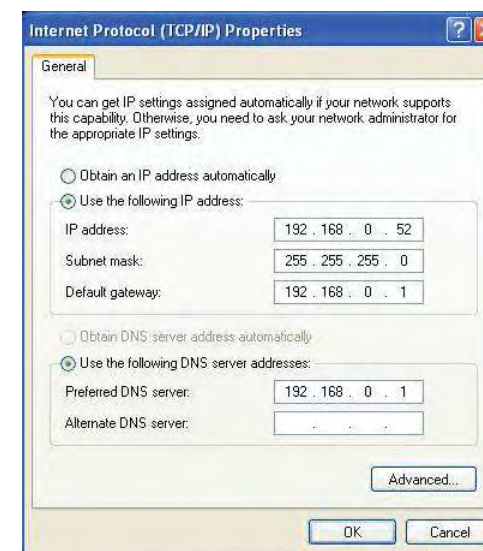 Internet Protocol (TCP/IP) Properties
General
You can get IP settings assigned automatically if your network supports
this capability. Otherwise, you need to ask your network administrator for
the appropriate IP settings.
Obtain an IP address automatically
Use the following IP address:
IP address: 192 . 168 . 0 . 52
Subnet mask: 255 . 255 . 255 . 0
Default gateway: 192 . 168 . 0 . 1
Obtain DNS server address automatically
Use the following DNS server addresses:
Preferred DNS server: 192 . 168 . 0 . 1
Alternate DNS server: . . .
Advanced...
OK Cancel